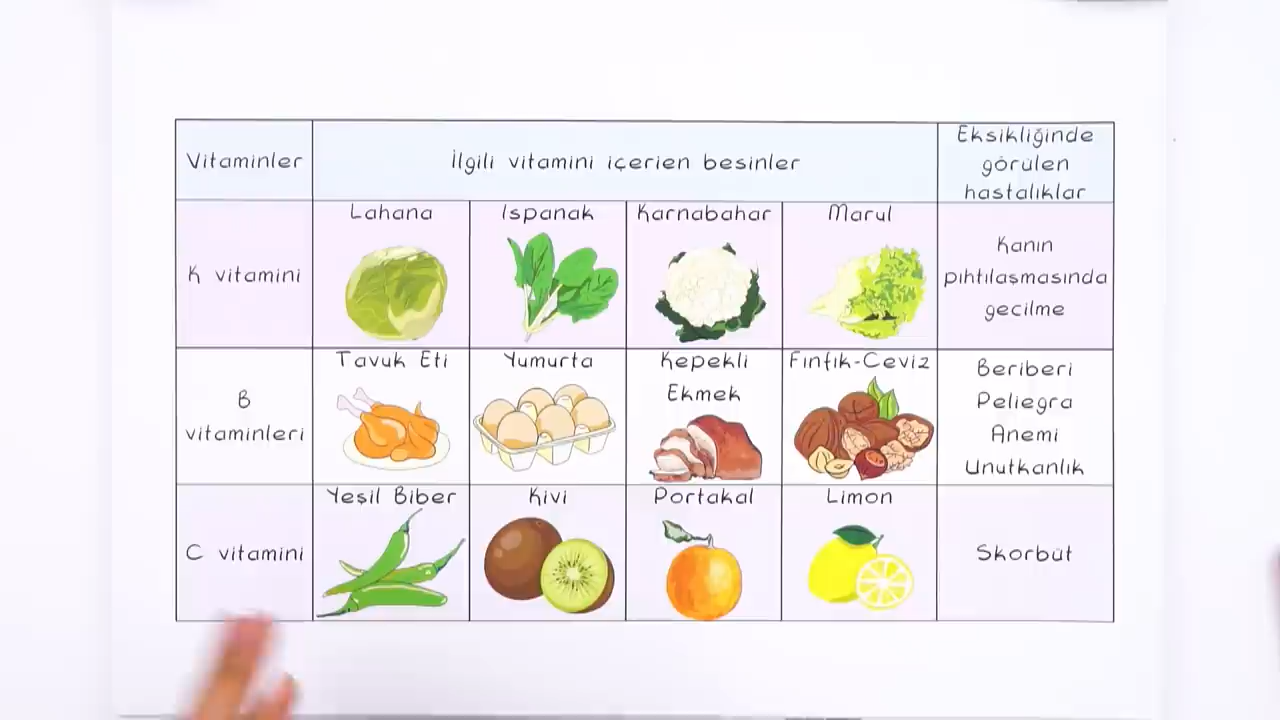 Vitaminler
İlgili vitamini içerien besinler
Eksikliğinde
görülen
hastalıklar
K vitamini
Lahana
Ispanak
Karnabahar
Marul
Kanın
pıhtılaşmasında
gecilme
B
vitaminleri
Tavuk Eti
Yumurta
Kepekli
Ekmek
Fınfık-Ceviz
Beriberi
Peliegra
Anemi
Unutkanlık
C vitamini
Yeşil Biber
Kivi
Portakal
Limon
Skorbüt